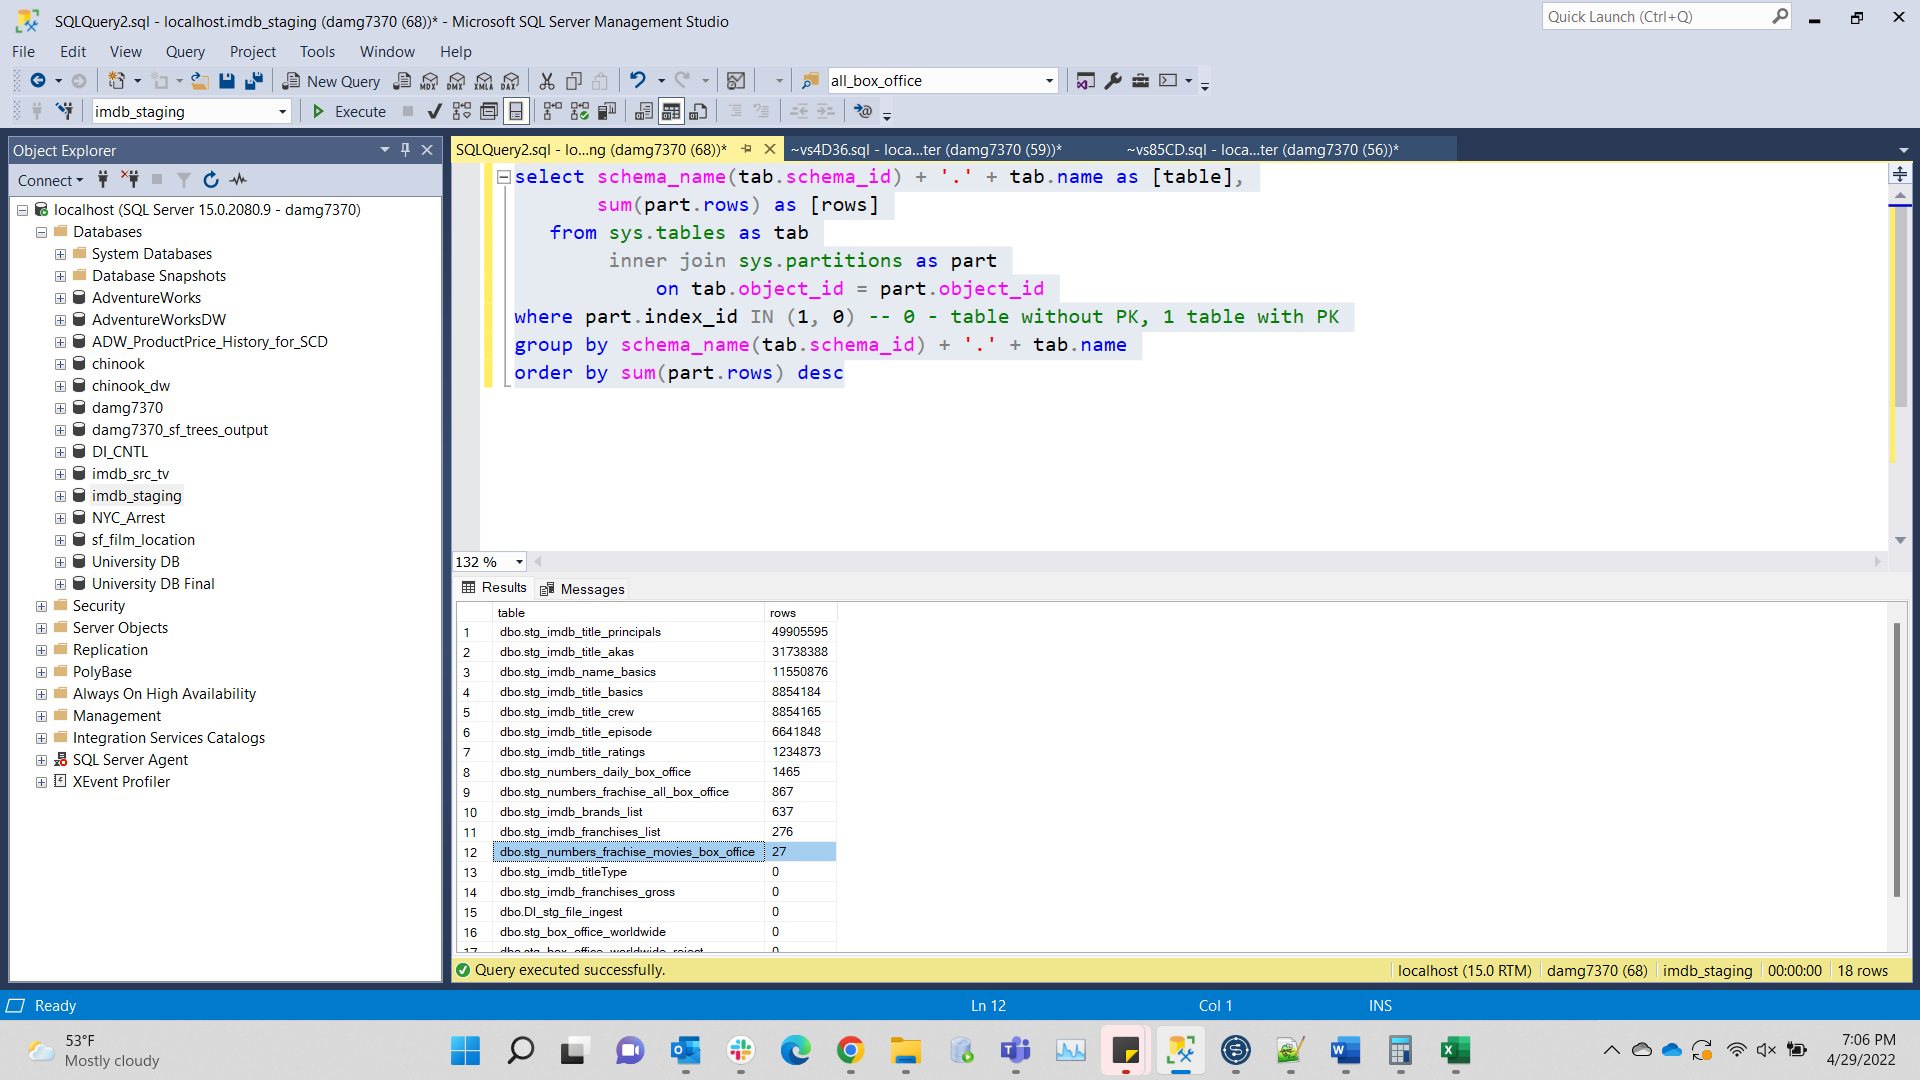 SQLQuery2.sql - localhost.imdb_staging (damg7370 (68))* - Microsoft SQL Server Management Studio
Quick Launch (Ctrl+Q)
File Edit View Query Project Tools Window Help
New Query
MDX DMX XMLA DAX
all_box_office
imdb_staging
Execute
Object Explorer
Connect
localhost (SQL Server 15.0.2080.9 - damg7370)
Databases
System Databases
Database Snapshots
AdventureWorks
AdventureWorksDW
ADW_ProductPrice_History_for_SCD
chinook
chinook_dw
damg7370
damg7370_sf_trees_output
DI_CNTL
imdb_src_tv
imdb_staging
NYC_Arrest
sf_film_location
University DB
University DB Final
Security
Server Objects
Replication
PolyBase
Always On High Availability
Management
Integration Services Catalogs
SQL Server Agent
XEvent Profiler
SQLQuery2.sql - lo...ng (damg7370 (68))*
~vs4D36.sql - loca...ter (damg7370 (59))*
~vs85CD.sql - loca...ter (damg7370 (56))*
select schema_name(tab.schema_id) + '.' + tab.name as [table],
sum(part.rows) as [rows]
from sys.tables as tab
inner join sys.partitions as part
on tab.object_id = part.object_id
where part.index_id IN (1, 0) -- 0 - table without PK, 1 table with PK
group by schema_name(tab.schema_id) + '.' + tab.name
order by sum(part.rows) desc
132 %
Results Messages
table rows
1 dbo.stg_imdb_title_principals 49905595
2 dbo.stg_imdb_title_akas 31738388
3 dbo.stg_imdb_name_basics 11550876
4 dbo.stg_imdb_title_basics 8854184
5 dbo.stg_imdb_title_crew 8854165
6 dbo.stg_imdb_title_episode 6641848
7 dbo.stg_imdb_title_ratings 1234873
8 dbo.stg_numbers_daily_box_office 1465
9 dbo.stg_numbers_frachise_all_box_office 867
10 dbo.stg_imdb_brands_list 637
11 dbo.stg_imdb_franchises_list 276
12 dbo.stg_numbers_frachise_movies_box_office 27
13 dbo.stg_imdb_titleType 0
14 dbo.stg_imdb_franchises_gross 0
15 dbo.DI_stg_file_ingest 0
16 dbo.stg_box_office_worldwide 0
17 dbo.stg_box_office_worldwide_reject 0
Query executed successfully.
localhost (15.0 RTM) damg7370 (68) imdb_staging 00:00:00 18 rows
Ready Ln 12 Col 1 INS
53°F
Mostly cloudy
7:06 PM
4/29/2022